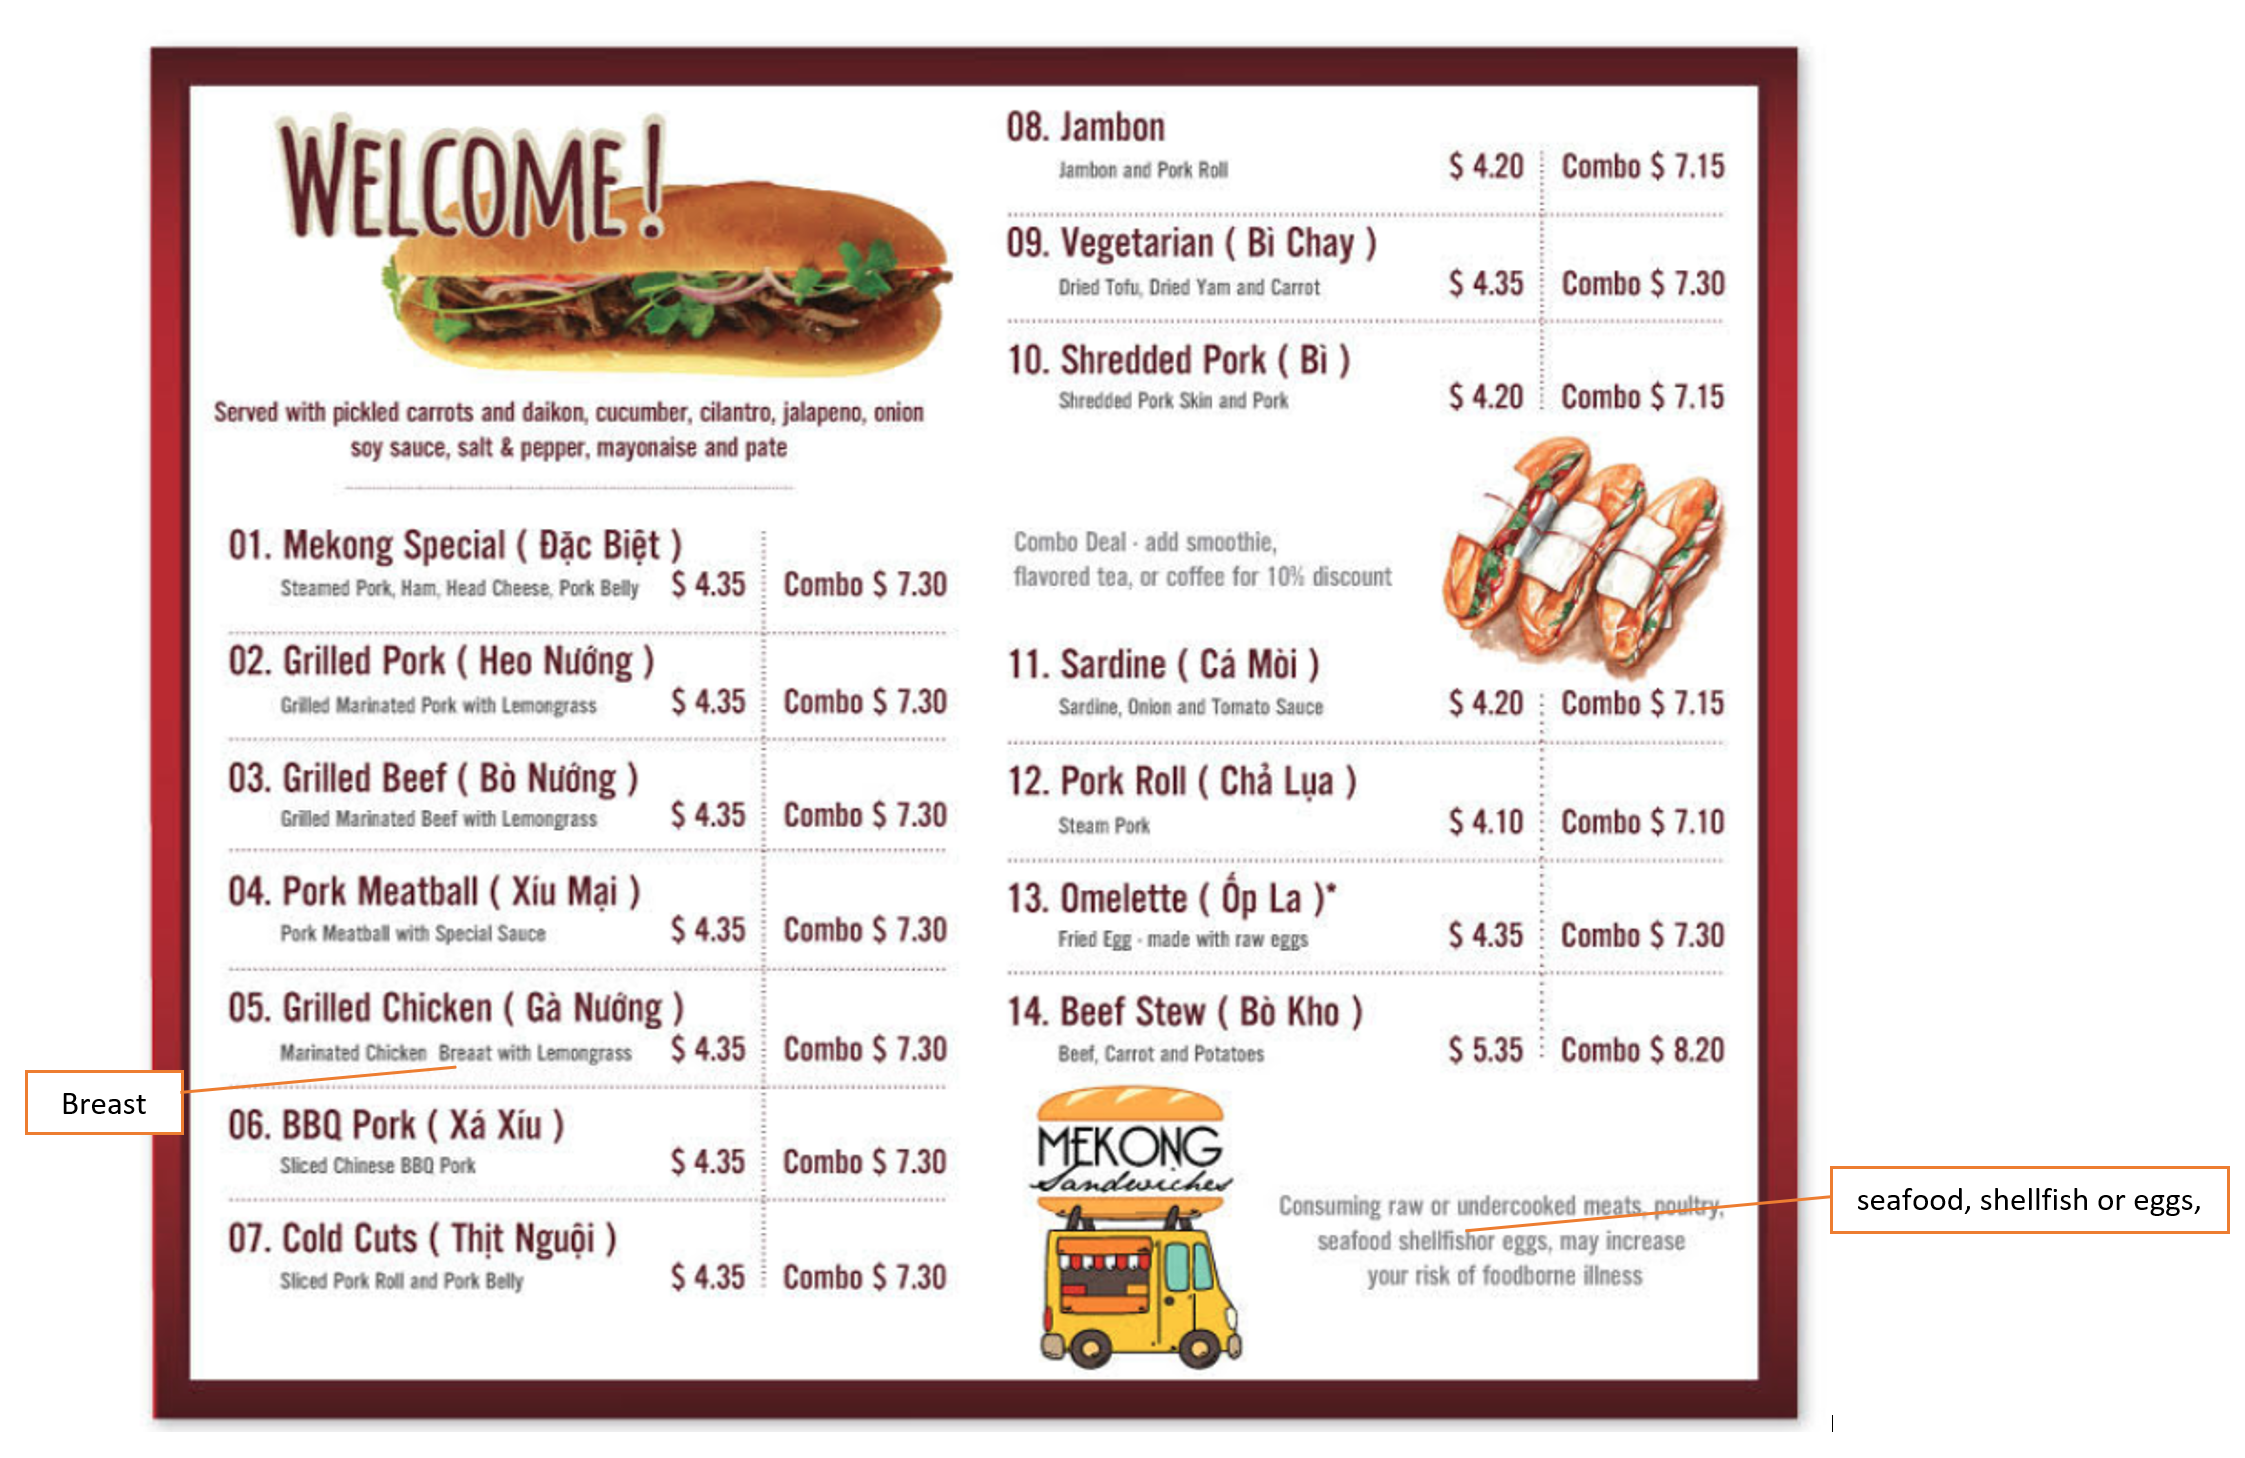 WELCOME!
Served with pickled carrots and daikon, cucumber, cilantro, jalapeno, onion
soy sauce, salt & pepper, mayonaise and pate
01. Mekong Special ( Đặc Biệt )
Steamed Pork, Ham, Head Cheese, Pork Belly $ 4.35 Combo $ 7.30
02. Grilled Pork ( Heo Nướng )
Grilled Marinated Pork with Lemongrass $ 4.35 Combo $ 7.30
03. Grilled Beef ( Bò Nướng )
Grilled Marinated Beef with Lemongrass $ 4.35 Combo $ 7.30
04. Pork Meatball ( Xíu Mại )
Pork Meatball with Special Sauce $ 4.35 Combo $ 7.30
05. Grilled Chicken ( Gà Nướng )
Marinated Chicken Breaat with Lemongrass $ 4.35 Combo $ 7.30
Breast
06. BBQ Pork ( Xá Xíu )
Sliced Chinese BBQ Pork $ 4.35 Combo $ 7.30
07. Cold Cuts ( Thịt Nguội )
Sliced Pork Roll and Pork Belly $ 4.35 Combo $ 7.30
08. Jambon
Jambon and Pork Roll $ 4.20 Combo $ 7.15
09. Vegetarian ( Bì Chay )
Dried Tofu, Dried Yam and Carrot $ 4.35 Combo $ 7.30
10. Shredded Pork ( Bì )
Shredded Pork Skin and Pork $ 4.20 Combo $ 7.15
Combo Deal - add smoothie,
flavored tea, or coffee for 10% discount
11. Sardine ( Cá Mòi )
Sardine, Onion and Tomato Sauce $ 4.20 Combo $ 7.15
12. Pork Roll ( Chả Lụa )
Steam Pork $ 4.10 Combo $ 7.10
13. Omelette ( Ốp La )*
Fried Egg - made with raw eggs $ 4.35 Combo $ 7.30
14. Beef Stew ( Bò Kho )
Beef, Carrot and Potatoes $ 5.35 Combo $ 8.20
MEKONG
Sandwiches
Consuming raw or undercooked meats, poultry,
seafood shellfishor eggs, may increase
your risk of foodborne illness
seafood, shellfish or eggs,